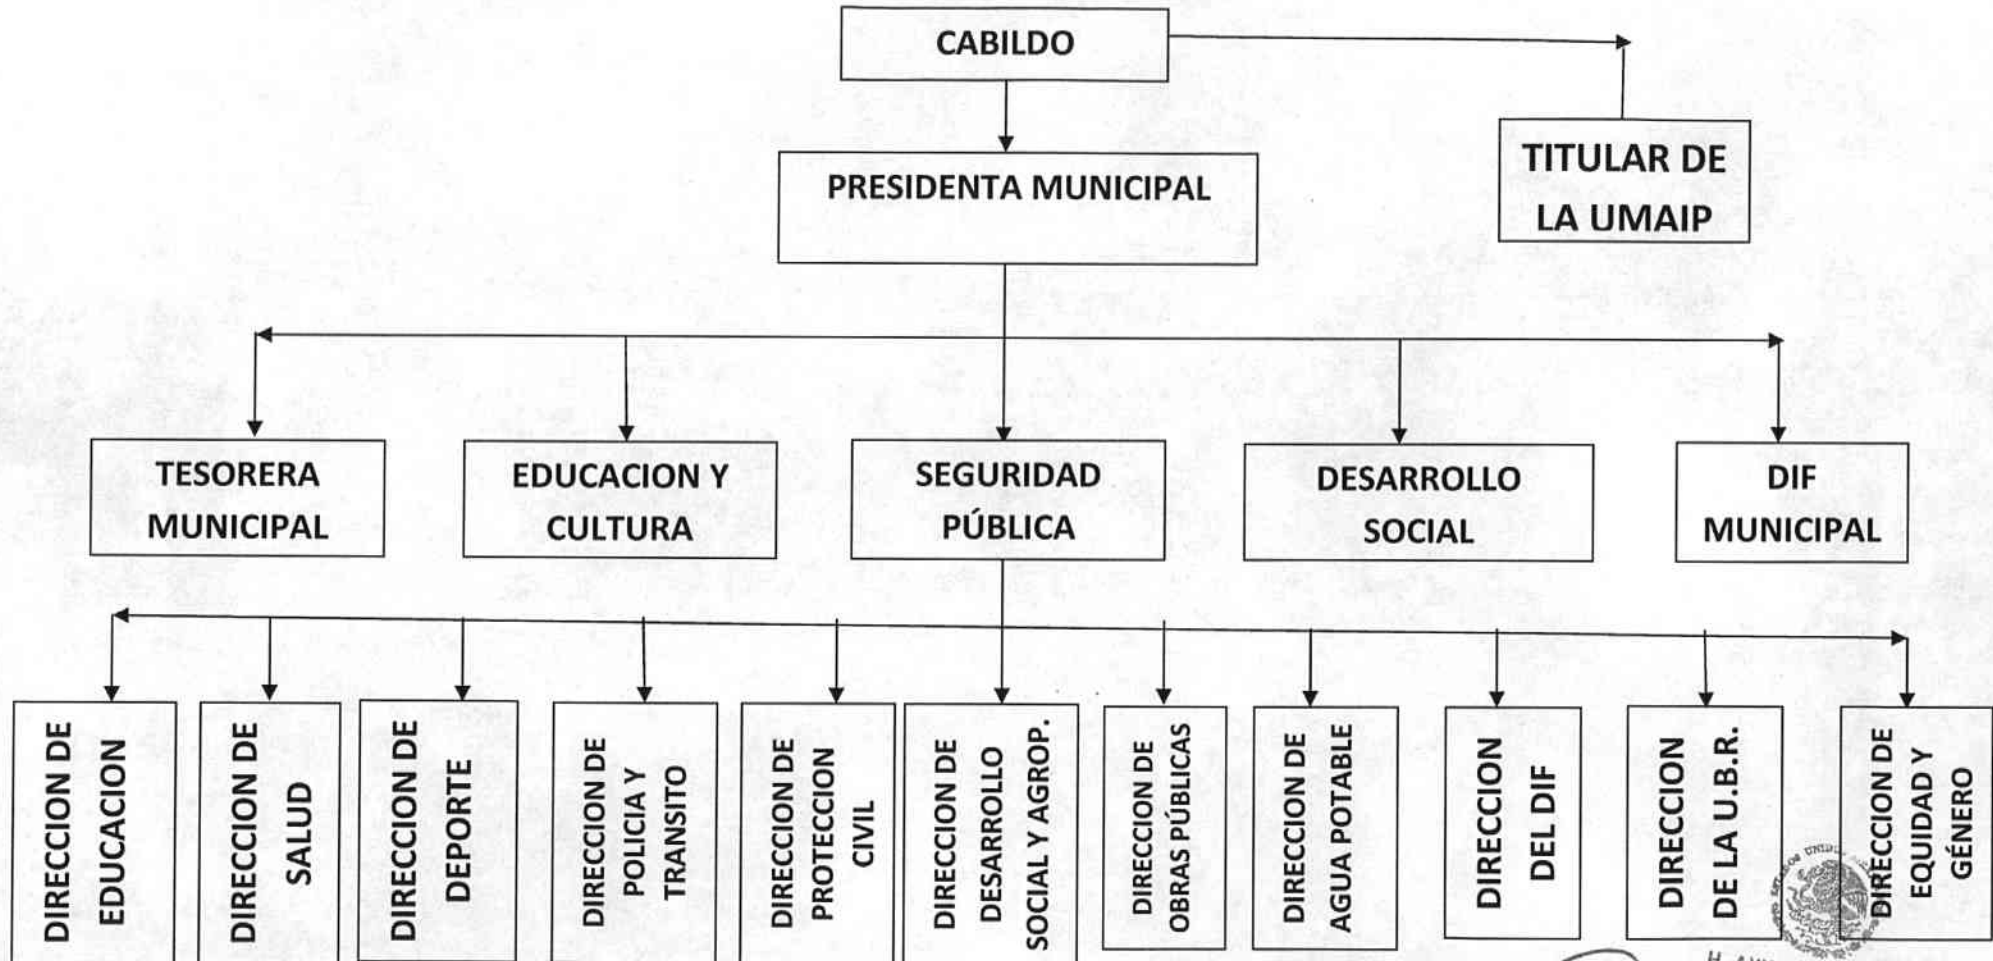 CABILDO
TITULAR DE
LA UMAIP
PRESIDENTA MUNICIPAL
TESORERA
MUNICIPAL
EDUCACION Y
CULTURA
SEGURIDAD
PÚBLICA
DESARROLLO
SOCIAL
DIF
MUNICIPAL
DIRECCION DE
EDUCACION
DIRECCION DE
SALUD
DIRECCION DE
DEPORTE
DIRECCION DE
POLICIA Y
TRANSITO
DIRECCION DE
PROTECCION
CIVIL
DIRECCION DE
DESARROLLO
SOCIAL Y AGROP.
DIRECCION DE
OBRAS PÚBLICAS
DIRECCION DE
AGUA POTABLE
DIRECCION
DEL DIF
DIRECCION
DE LA U.B.R.
DIRECCION DE
EQUIDAD Y
GÉNERO